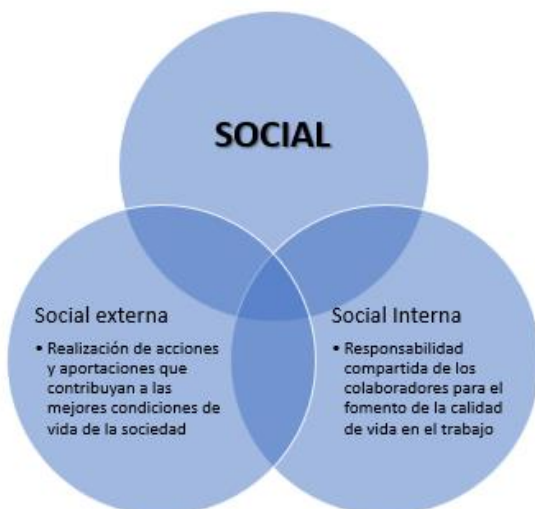 SOCIAL
Social externa
• Realización de acciones
y aportaciones que
contribuyan a las
mejores condiciones de
vida de la sociedad
Social Interna
• Responsabilidad
compartida de los
colaboradores para el
fomento de la calidad
de vida en el trabajo